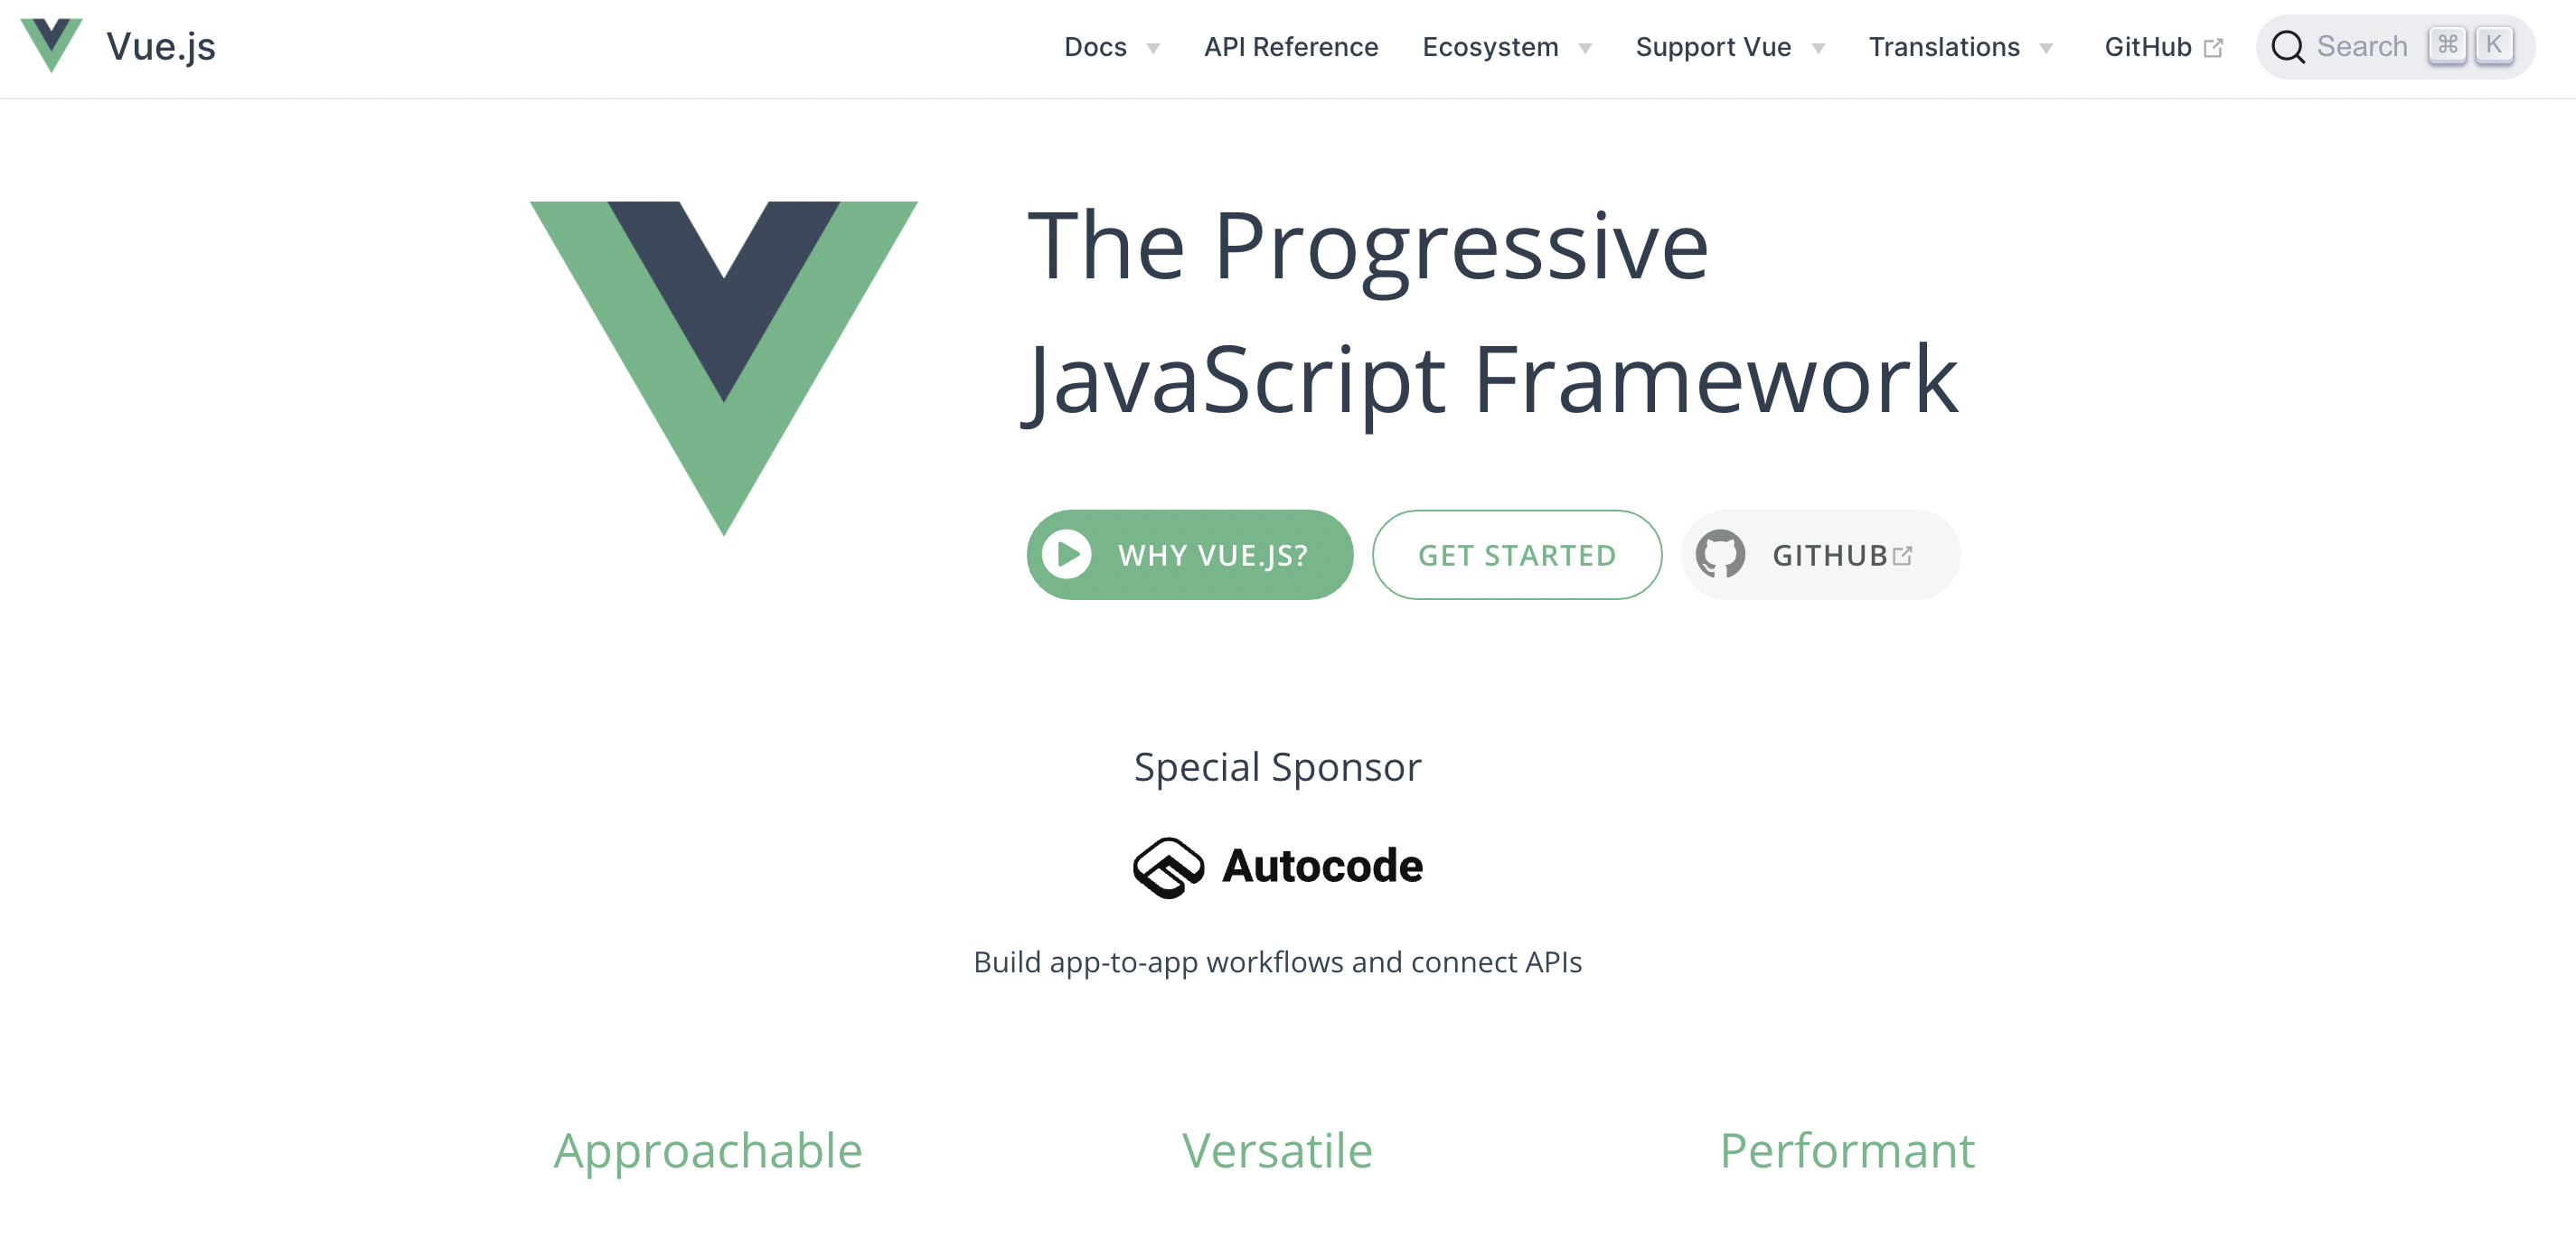 Vue.js
Docs API Reference Ecosystem Support Vue Translations GitHub Search ⌘ K
The Progressive
JavaScript Framework
WHY VUE.JS? GET STARTED GITHUB
Special Sponsor
Autocode
Build app-to-app workflows and connect APIs
Approachable Versatile Performant